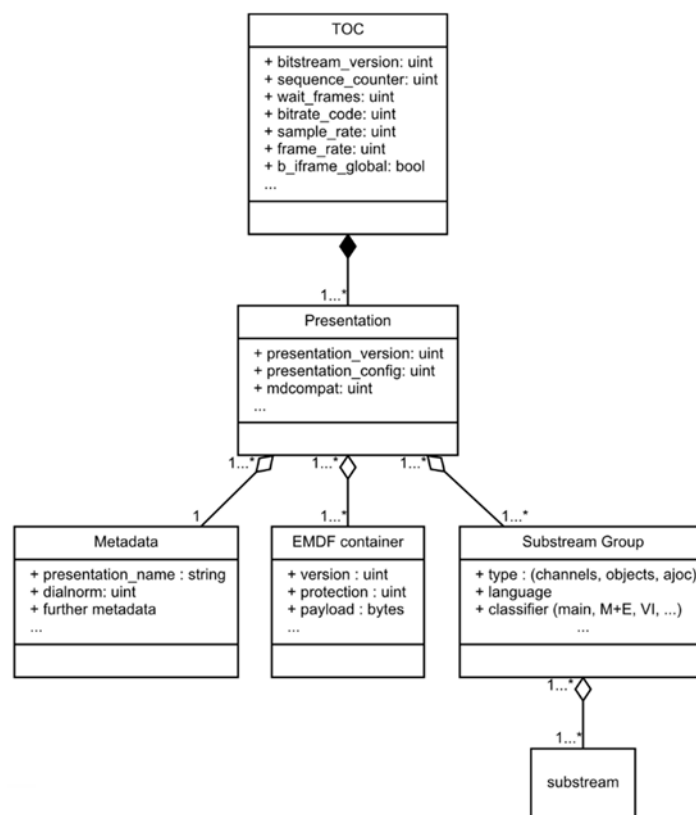 TOC
+ bitstream_version: uint
+ sequence_counter: uint
+ wait_frames: uint
+ bitrate_code: uint
+ sample_rate: uint
+ frame_rate: uint
+ b_iframe_global: bool
...
1...*
Presentation
+ presentation_version: uint
+ presentation_config: uint
+ mdcompat: uint
...
1...*
1...*
1...*
1
1...*
1...*
Metadata
+ presentation_name : string
+ dialnorm: uint
+ further metadata
...
EMDF container
+ version : uint
+ protection : uint
+ payload : bytes
...
Substream Group
+ type : (channels, objects, ajoc)
+ language
+ classifier (main, M+E, VI, ...)
...
1...*
1...*
substream